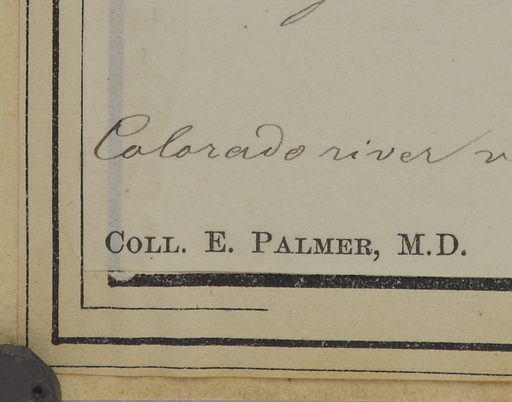 Colorado river
COLL. E. PALMER, M.D.